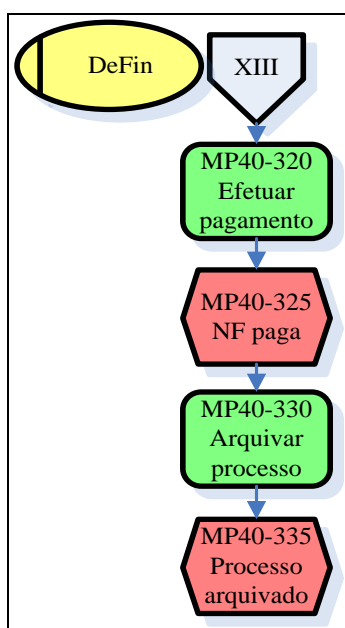 DeFin
XIII
MP40-320
Efetuar
pagamento
MP40-325
NF paga
MP40-330
Arquivar
processo
MP40-335
Processo
arquivado